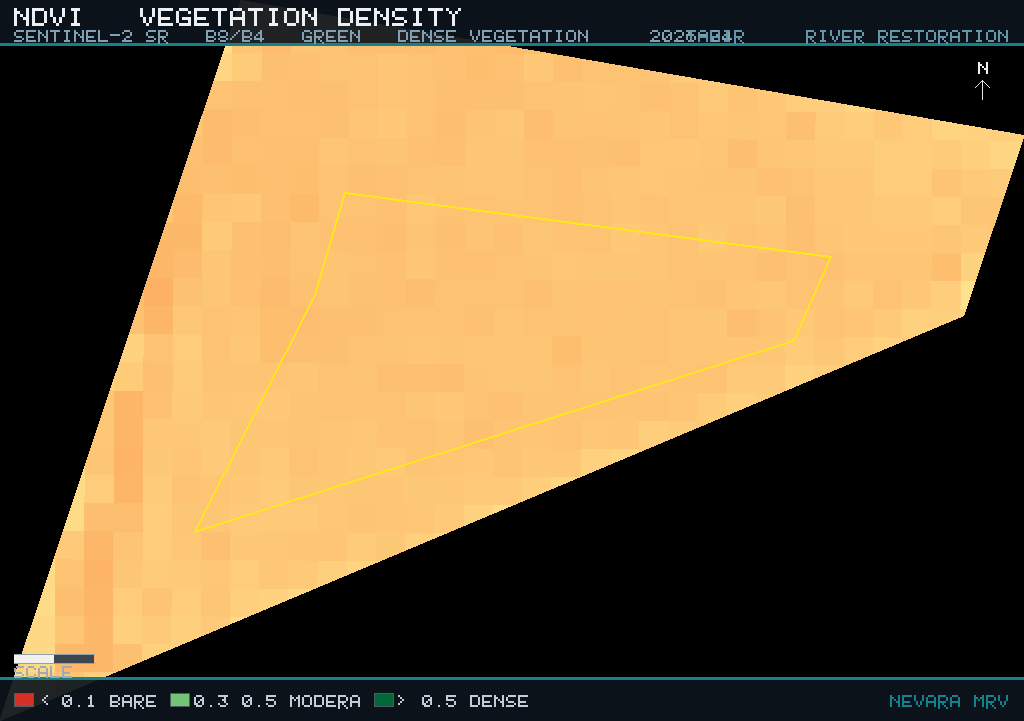 NDVI VEGETATION DENSITY
SENTINEL-2 SR B8/B4 GREEN DENSE VEGETATION RIVER RESTORATION
N
SCALE
< 0.1 BARE 0.3 0.5 MODERA > 0.5 DENSE NEVARA MRV